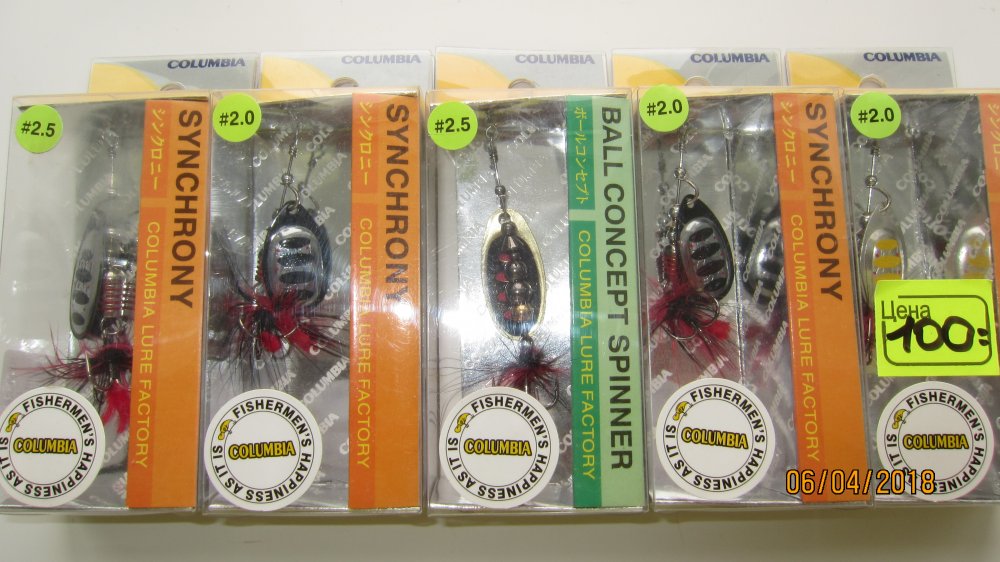 COLUMBIA
COLUMBIA
COLUMBIA
COLUMBIA
COLUMBIA
#2.5
SYNCHRONY
シンクロニー
COLUMBIA LURE FACTORY
FISHERMEN'S HAPPINESS AS IT IS
COLUMBIA
#2.0
SYNCHRONY
シンクロニー
COLUMBIA LURE FACTORY
FISHERMEN'S HAPPINESS AS IT IS
COLUMBIA
#2.5
BALL CONCEPT SPINNER
ボールコンセプト
COLUMBIA LURE FACTORY
FISHERMEN'S HAPPINESS AS IT IS
COLUMBIA
#2.0
SYNCHRONY
シンクロニー
COLUMBIA LURE FACTORY
FISHERMEN'S HAPPINESS AS IT IS
COLUMBIA
#2.0
Цена
100=
FISHERMEN'S HAPPINESS AS IT IS
COLUMBIA
06/04/2018